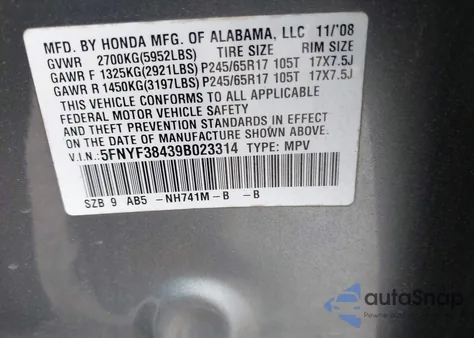 MFD. BY HONDA MFG. OF ALABAMA, LLC 11/'08
GVWR 2700KG(5952LBS) TIRE SIZE RIM SIZE
GAWR F 1325KG(2921LBS) P245/65R17 105T 17X7.5J
GAWR R 1450KG(3197LBS) P245/65R17 105T 17X7.5J
THIS VEHICLE CONFORMS TO ALL APPLICABLE
FEDERAL MOTOR VEHICLE SAFETY
AND THEFT PREVENTION STANDARDS IN EFFECT
ON THE DATE OF MANUFACTURE SHOWN ABOVE.
V.I.N.: 5FNYF38439B023314 TYPE: MPV
SZB 9 AB5 -NH741M-B -B
autoSnap